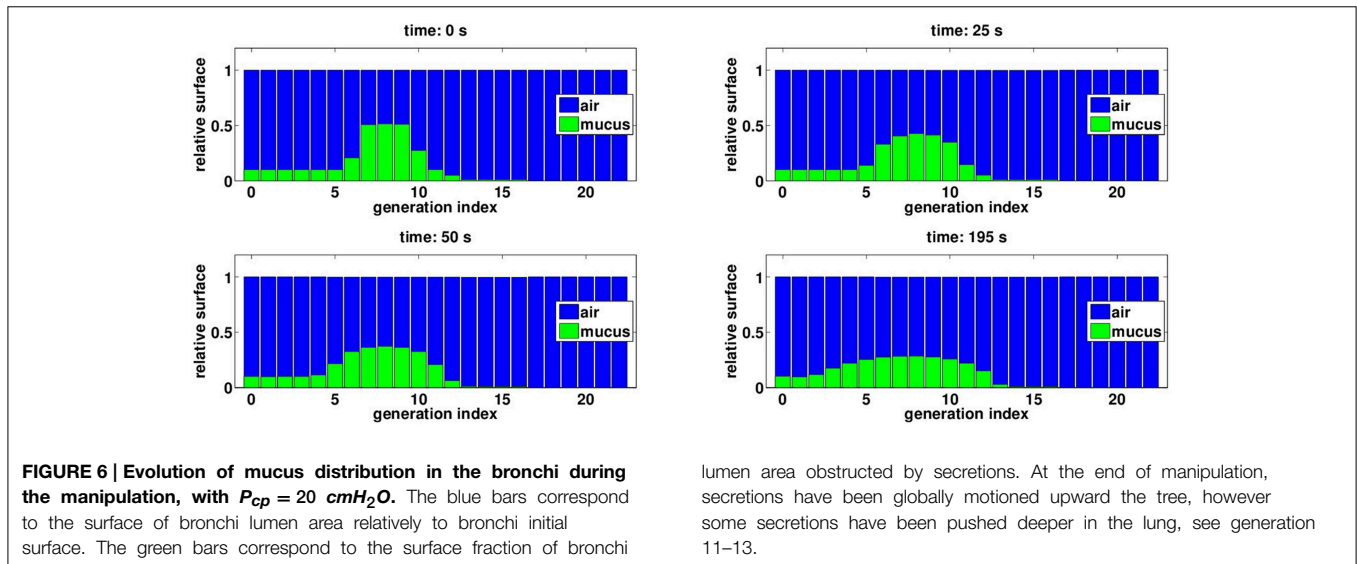 time: 0 s
relative surface
1
0.5
0
air
mucus
0 5 10 15 20
generation index
time: 25 s
relative surface
1
0.5
0
air
mucus
0 5 10 15 20
generation index
time: 50 s
relative surface
1
0.5
0
air
mucus
0 5 10 15 20
generation index
time: 195 s
relative surface
1
0.5
0
air
mucus
0 5 10 15 20
generation index
FIGURE 6 | Evolution of mucus distribution in the bronchi during
the manipulation, with Pcp = 20 cmH2O. The blue bars correspond
to the surface of bronchi lumen area relatively to bronchi initial
surface. The green bars correspond to the surface fraction of bronchi
lumen area obstructed by secretions. At the end of manipulation,
secretions have been globally motioned upward the tree, however
some secretions have been pushed deeper in the lung, see generation
11–13.